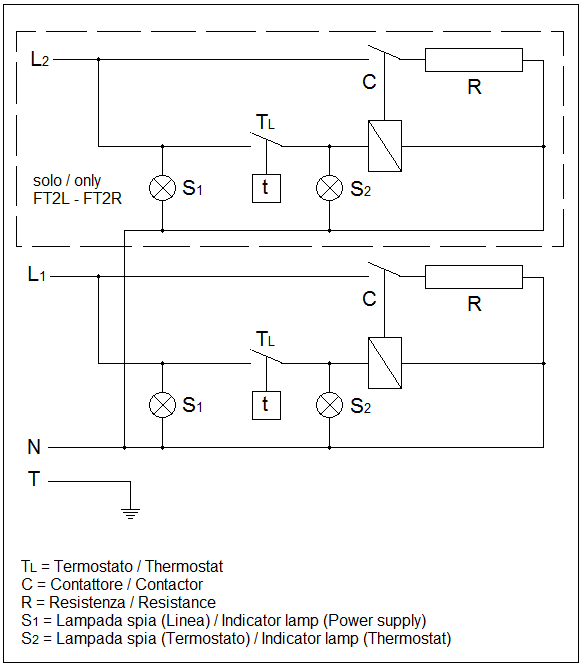 L2
C
R
TL
solo / only
FT2L - FT2R
S1
t
S2
L1
C
R
TL
S1
t
S2
N
T
TL = Termostato / Thermostat
C = Contattore / Contactor
R = Resistenza / Resistance
S1 = Lampada spia (Linea) / Indicator lamp (Power supply)
S2 = Lampada spia (Termostato) / Indicator lamp (Thermostat)